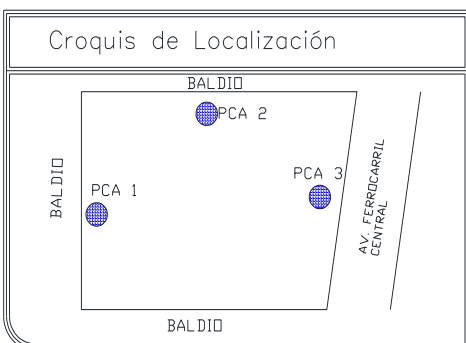 Croquis de Localización
BALDIO
PCA 2
PCA 3
BALDIO
PCA 1
AV. FERROCARRIL
CENTRAL
BALDIO